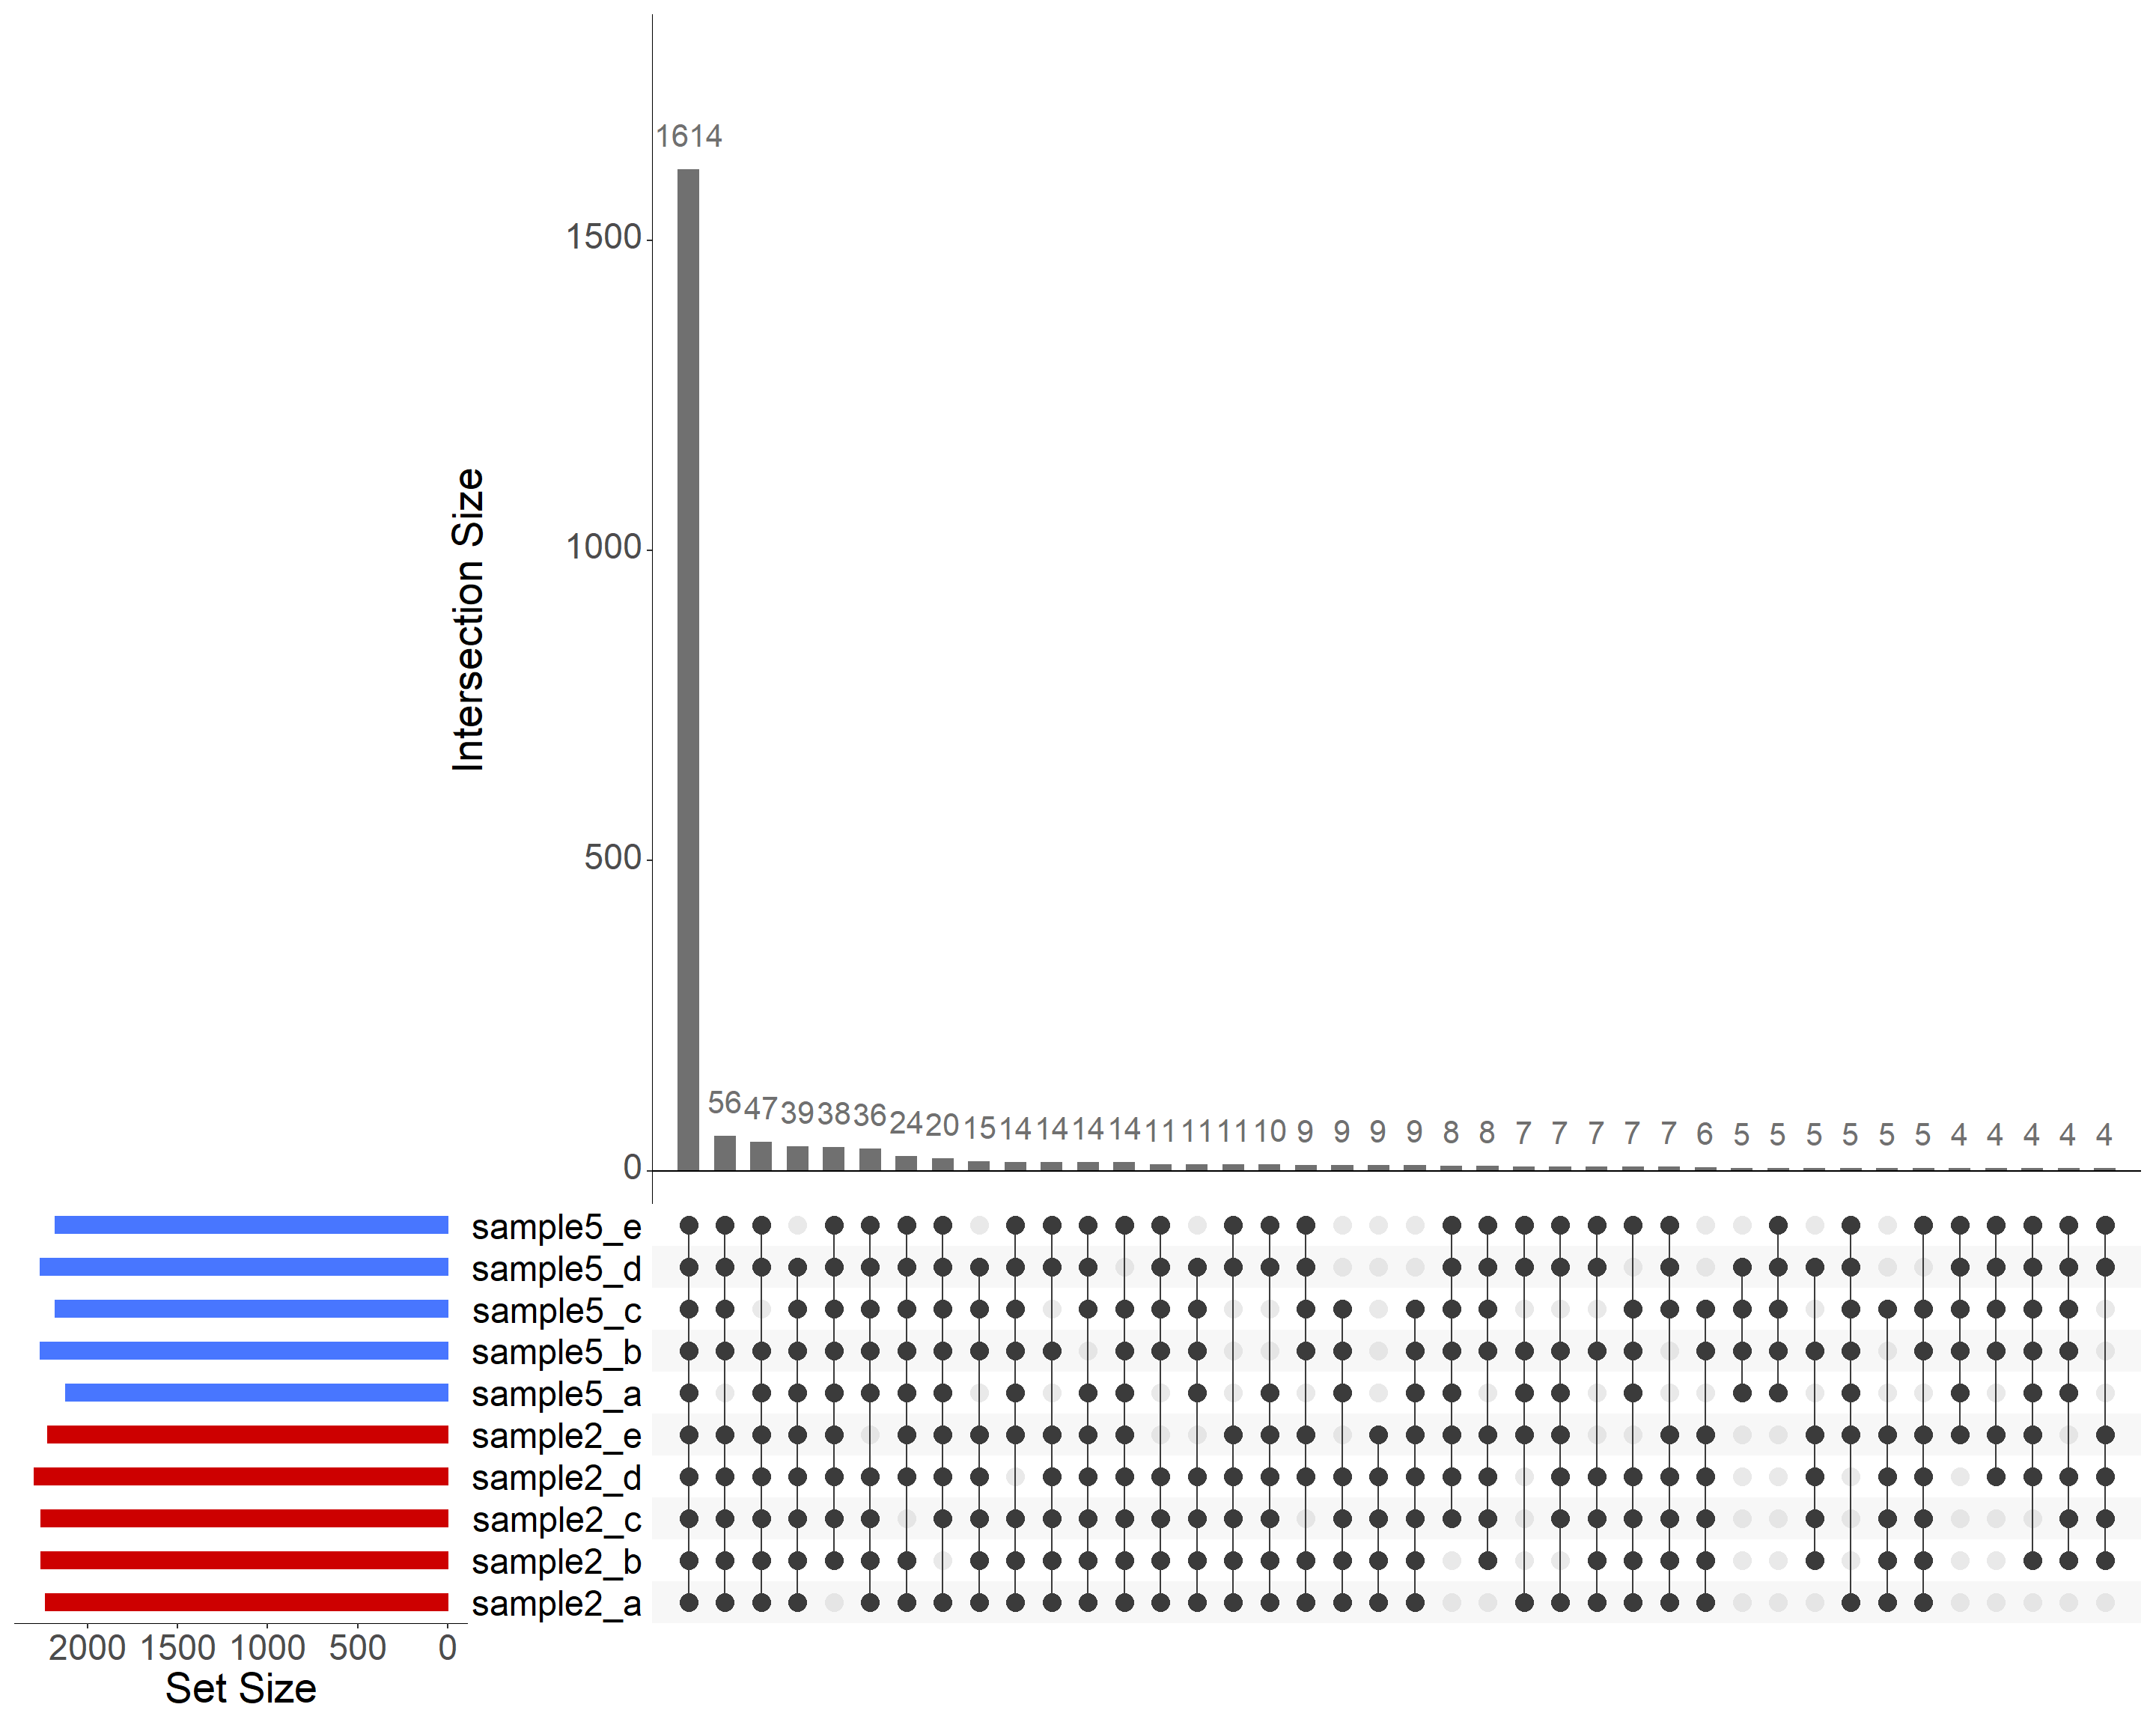 1614
1500
1000
500
0
Intersection Size
56 47 39 38 36 24 20 15 14 14 14 14 11 11 11 10 9 9 9 9 8 8 7 7 7 7 7 6 5 5 5 5 5 5 4 4 4 4 4
sample5_e
sample5_d
sample5_c
sample5_b
sample5_a
sample2_e
sample2_d
sample2_c
sample2_b
sample2_a
2000 1500 1000 500 0
Set Size